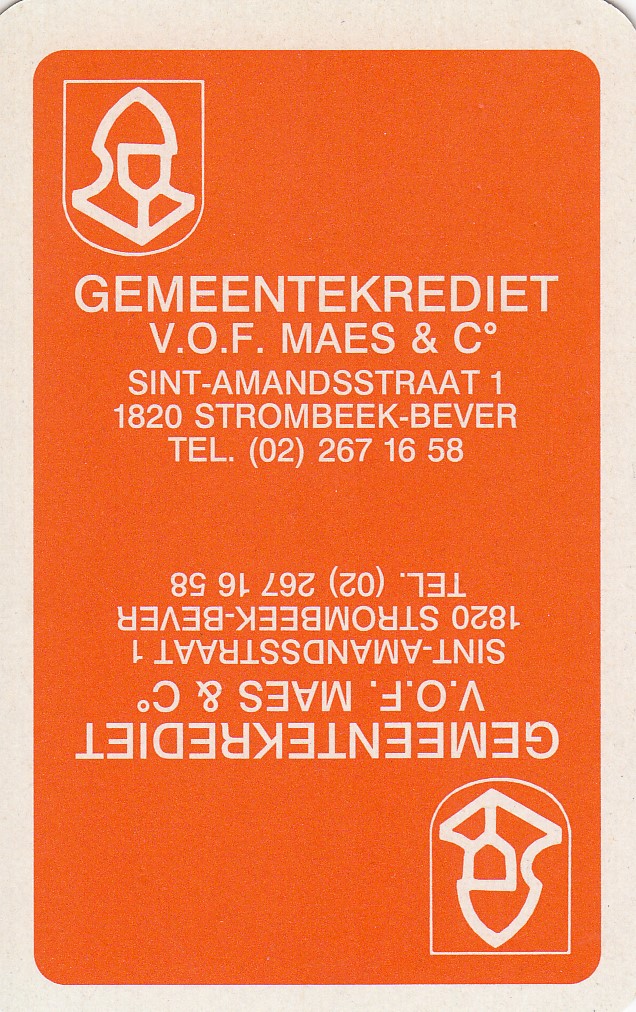 GEMEENTEKREDIET
V.O.F. MAES & C°
SINT-AMANDSSTRAAT 1
1820 STROMBEEK-BEVER
TEL. (02) 267 16 58
GEMEENTEKREDIET
V.O.F. MAES & C°
SINT-AMANDSSTRAAT 1
1820 STROMBEEK-BEVER
TEL. (02) 267 16 58